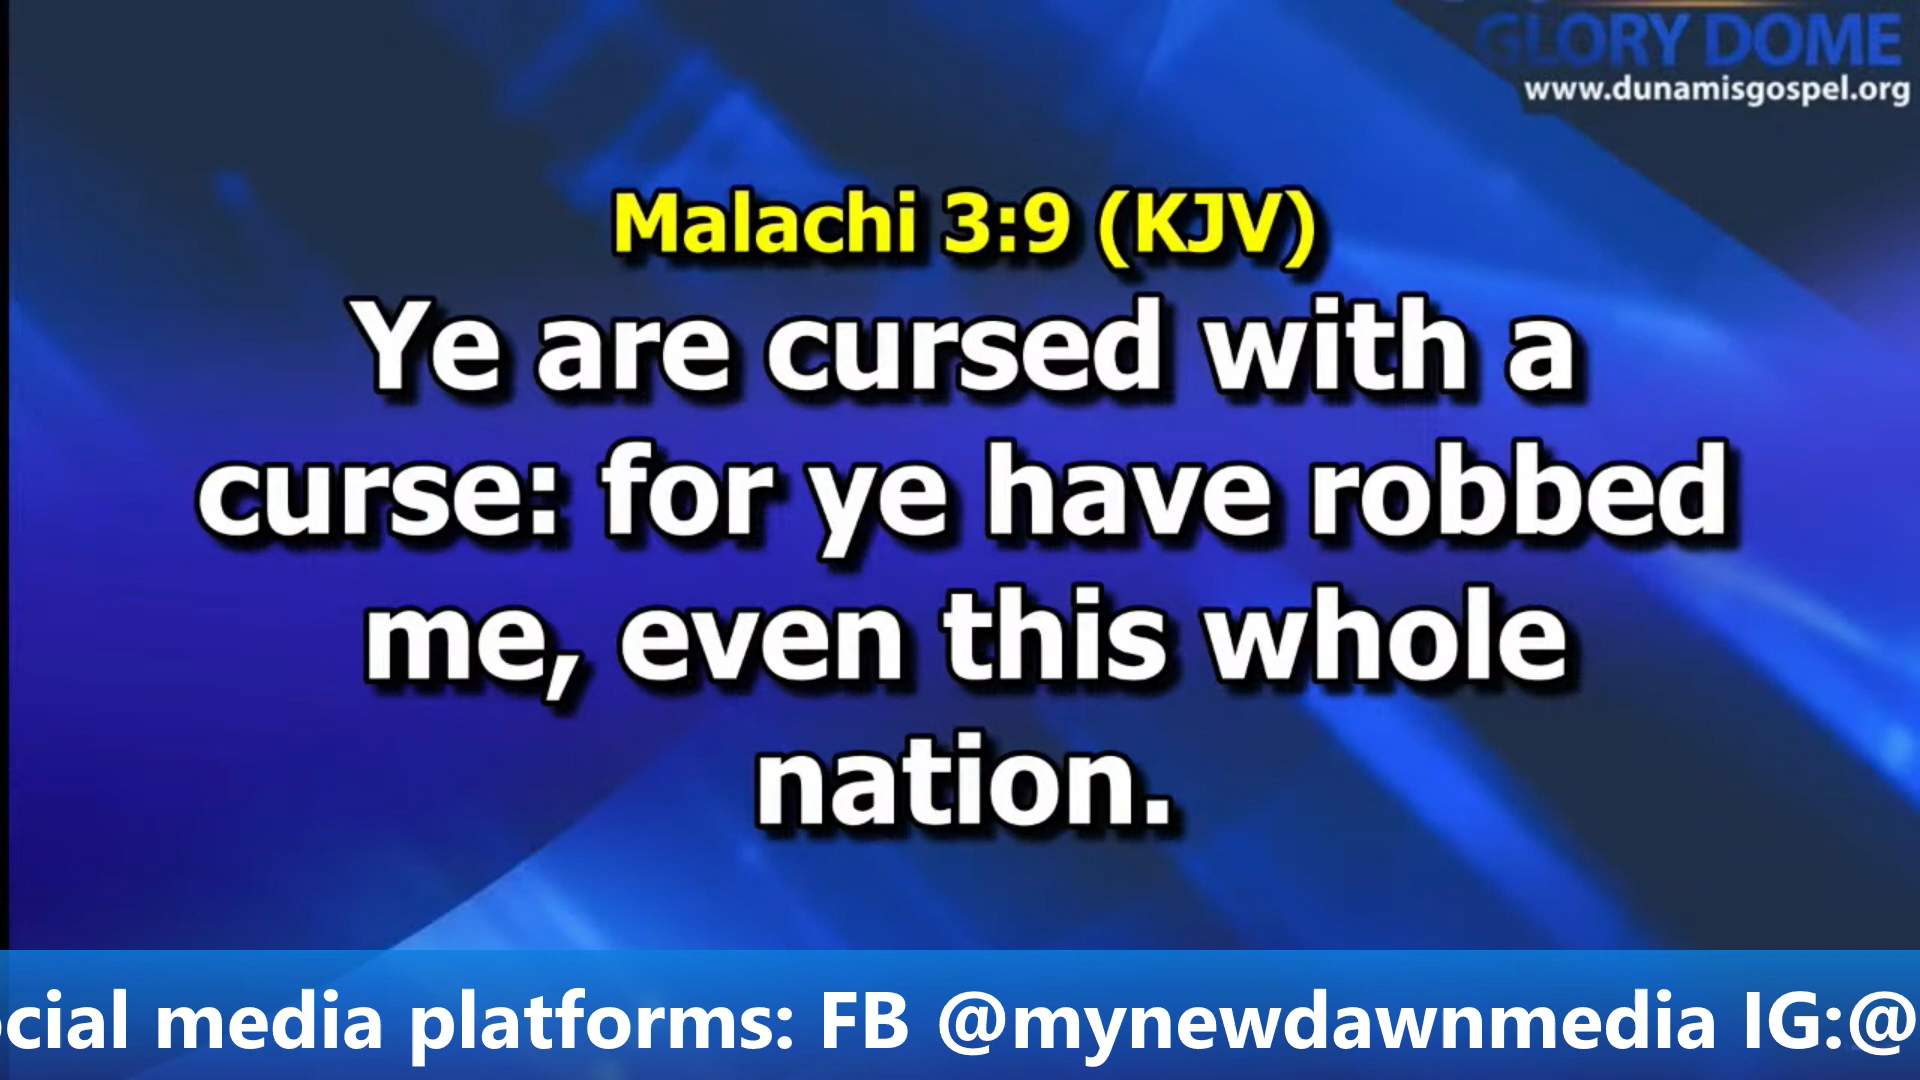 GLORY DOME
www.dunamisgospel.org
Malachi 3:9 (KJV)
Ye are cursed with a
curse: for ye have robbed
me, even this whole
nation.
media platforms: FB @mynewdawnmedia IG:@